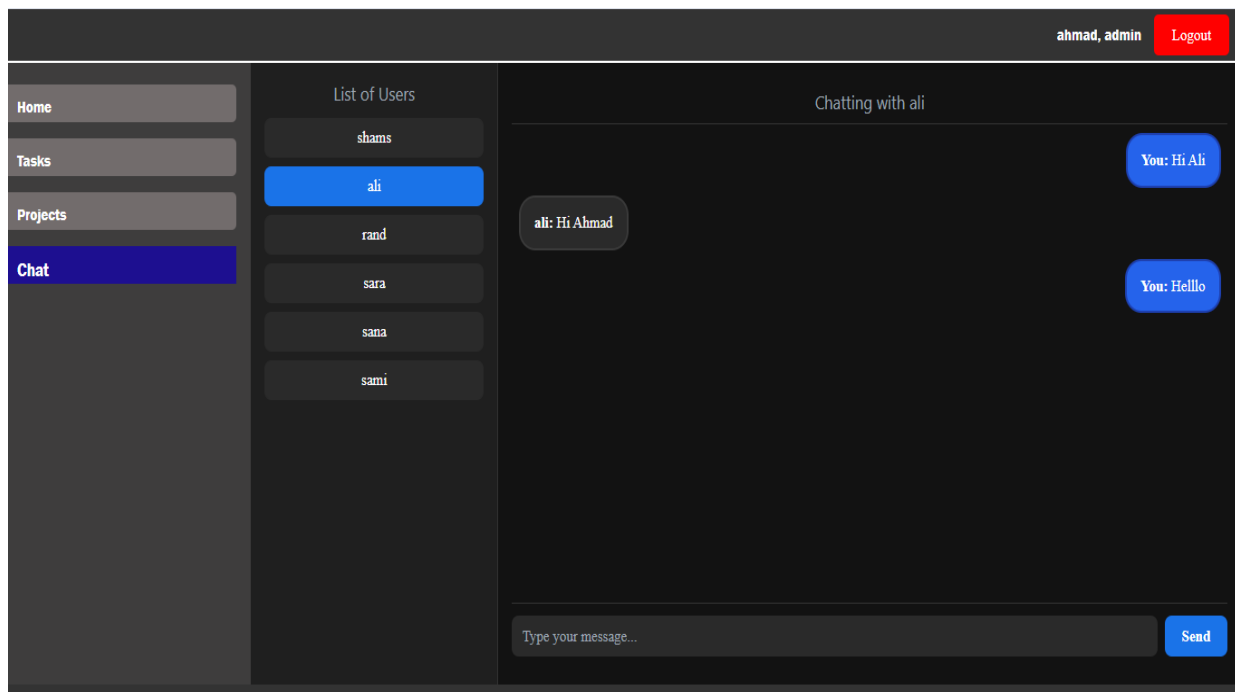 ahmad, admin
Logout
Home
Tasks
Projects
Chat
List of Users
shams
ali
rand
sara
sana
sami
Chatting with ali
You: Hi Ali
ali: Hi Ahmad
You: Helllo
Type your message...
Send